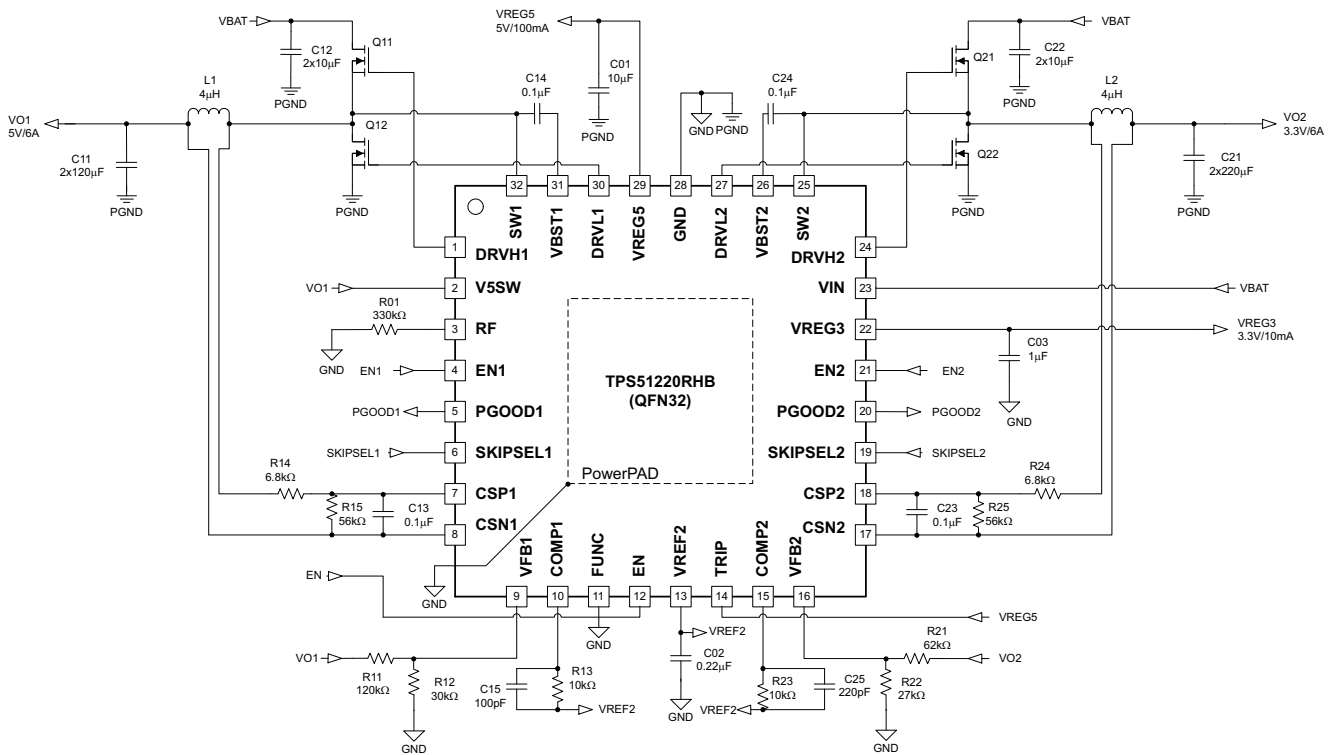 VBAT
Q11
C12
2x10µF
PGND
L1
4µH
VO1
5V/6A
C11
2x120µF
PGND
Q12
PGND
C14
0.1µF
VREG5
5V/100mA
C01
10µF
PGND
GND
PGND
C24
0.1µF
VBAT
Q21
C22
2x10µF
PGND
L2
4µH
VO2
3.3V/6A
C21
2x220µF
PGND
Q22
PGND
32
31
30
29
28
27
26
25
SW1
VBST1
DRVL1
VREG5
GND
DRVL2
VBST2
SW2
1
DRVH1
DRVH2
24
VO1
2
V5SW
VIN
23
VBAT
R01
330kΩ
GND
3
RF
VREG3
22
VREG3
3.3V/10mA
C03
1µF
GND
EN1
4
EN1
EN2
21
EN2
TPS51220RHB
(QFN32)
PGOOD1
5
PGOOD1
PGOOD2
20
PGOOD2
SKIPSEL1
6
SKIPSEL1
SKIPSEL2
19
SKIPSEL2
PowerPAD
R14
6.8kΩ
7
CSP1
CSP2
18
R24
6.8kΩ
R15
56kΩ
C13
0.1µF
8
CSN1
CSN2
17
C23
0.1µF
R25
56kΩ
GND
VFB1
COMP1
FUNC
EN
VREF2
TRIP
COMP2
VFB2
9
10
11
12
13
14
15
16
EN
GND
VREF2
C02
0.22µF
GND
VREG5
VO1
R11
120kΩ
R12
30kΩ
GND
C15
100pF
R13
10kΩ
VREF2
R23
10kΩ
C25
220pF
VREF2
R21
62kΩ
VO2
R22
27kΩ
GND